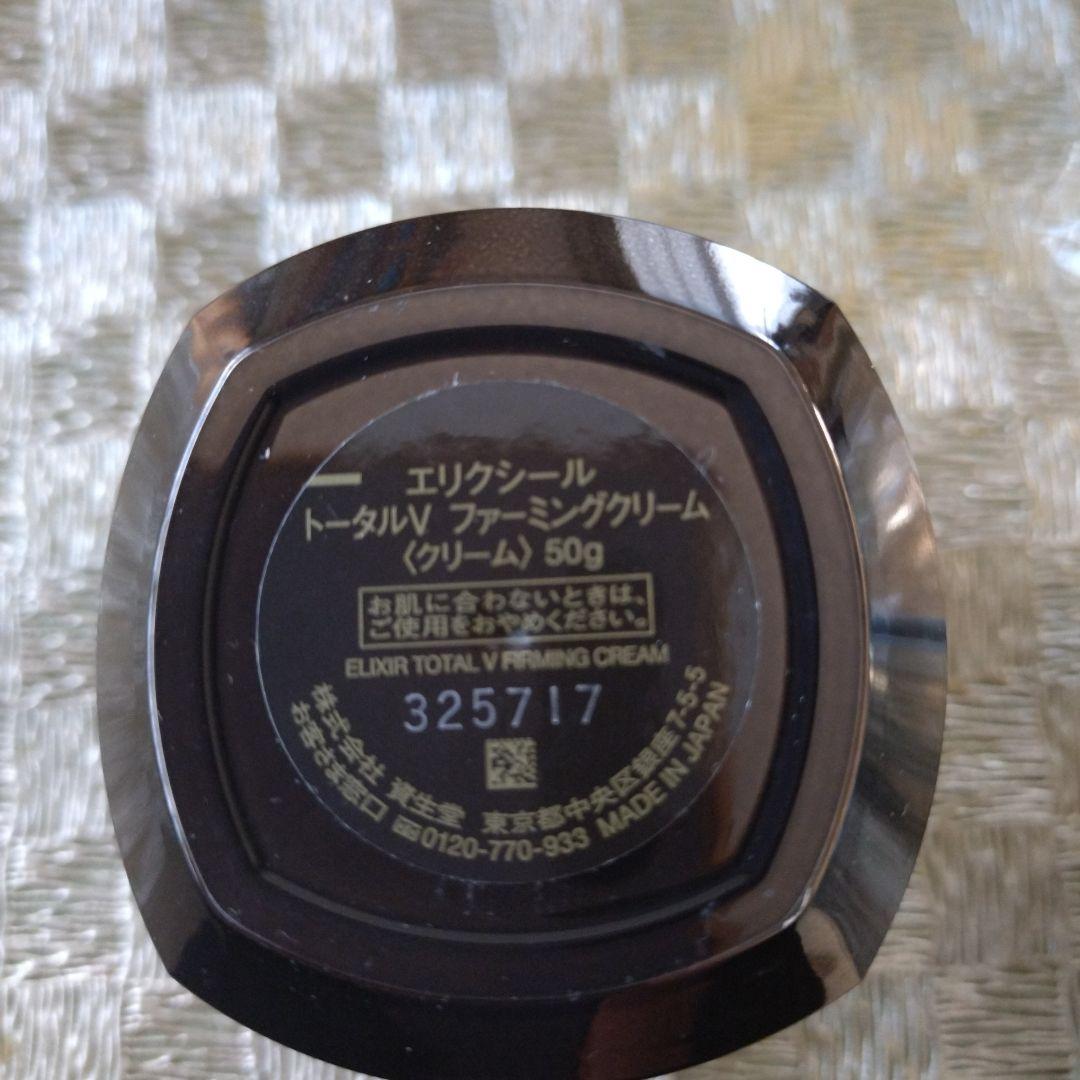 エリクシール
トータルV ファーミングクリーム
〈クリーム〉50g
お肌に合わないときは、
ご使用をおやめください。
ELIXIR TOTAL V FIRMING CREAM
325717
株式会社 資生堂 東京都中央区銀座7-5-5
お客さま窓口 0120-770-933 MADE IN JAPAN